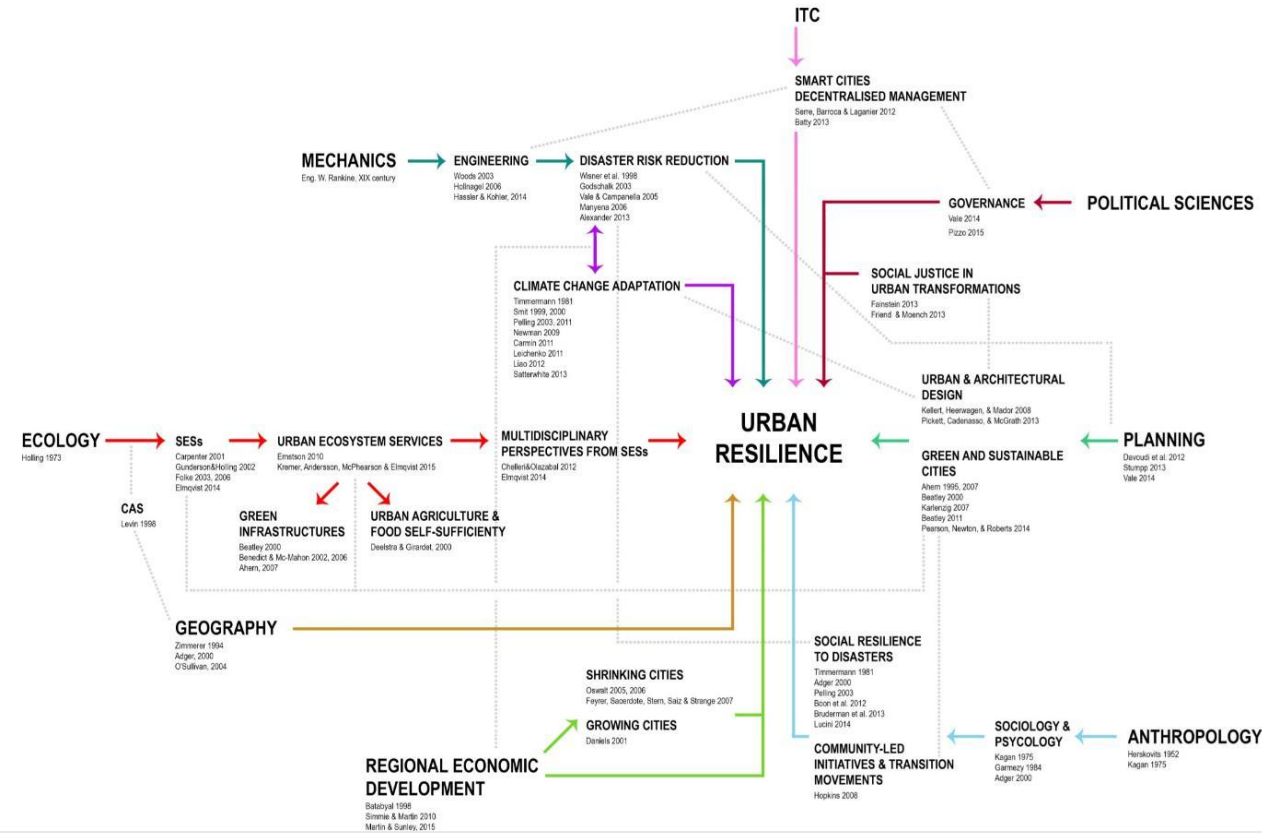 ITC
SMART CITIES
DECENTRALISED MANAGEMENT
Serre, Barroca & Laganier 2012
Batty 2013
MECHANICS
Eng. W. Rankine, XIX century
ENGINEERING
Woods 2003
Hollnagel 2006
Hassler & Kohler, 2014
DISASTER RISK REDUCTION
Wisner et al. 1998
Godschalk 2003
Vale & Campanella 2005
Manyena 2006
Alexander 2013
GOVERNANCE
Vale 2014
Pizzo 2015
POLITICAL SCIENCES
SOCIAL JUSTICE IN
URBAN TRANSFORMATIONS
Fainstein 2013
Friend & Moench 2013
CLIMATE CHANGE ADAPTATION
Timmermann 1981
Smit 1999, 2000
Pelling 2003, 2011
Newman 2009
Carmin 2011
Leichenko 2011
Liao 2012
Satterwhite 2013
URBAN & ARCHITECTURAL
DESIGN
Kellert, Heerwagen, & Mador 2008
Pickett, Cadenasso, & McGrath 2013
URBAN
RESILIENCE
ECOLOGY
Holling 1973
SESs
Carpenter 2001
Gunderson&Holling 2002
Folke 2003, 2006
Elmqvist 2014
URBAN ECOSYSTEM SERVICES
Ernstson 2010
Kremer, Andersson, McPhearson & Elmqvist 2015
MULTIDISCIPLINARY
PERSPECTIVES FROM SESs
Chelleri&Olazabal 2012
Elmqvist 2014
GREEN AND SUSTAINABLE
CITIES
Ahern 1995, 2007
Beatley 2000
Karlenzig 2007
Beatley 2011
Pearson, Newton, & Roberts 2014
PLANNING
Davoudi et al. 2012
Stumpp 2013
Vale 2014
CAS
Levin 1998
GREEN
INFRASTRUCTURES
Beatley 2000
Benedict & Mc-Mahon 2002, 2006
Ahern, 2007
URBAN AGRICULTURE &
FOOD SELF-SUFFICIENTY
Deelstra & Girardet, 2000
GEOGRAPHY
Zimmerer 1994
Adger, 2000
O'Sullivan, 2004
SHRINKING CITIES
Oswalt 2005, 2006
Feyrer, Sacerdote, Stern, Saiz & Strange 2007
GROWING CITIES
Daniels 2001
REGIONAL ECONOMIC
DEVELOPMENT
Batabyal 1998
Simmie & Martin 2010
Martin & Sunley, 2015
SOCIAL RESILIENCE
TO DISASTERS
Timmermann 1981
Adger 2000
Pelling 2003
Boon et al. 2012
Bruderman et al. 2013
Lucini 2014
COMMUNITY-LED
INITIATIVES & TRANSITION
MOVEMENTS
Hopkins 2008
SOCIOLOGY &
PSYCOLOGY
Kagan 1975
Garmezy 1984
Adger 2000
ANTHROPOLOGY
Herskovits 1952
Kagan 1975